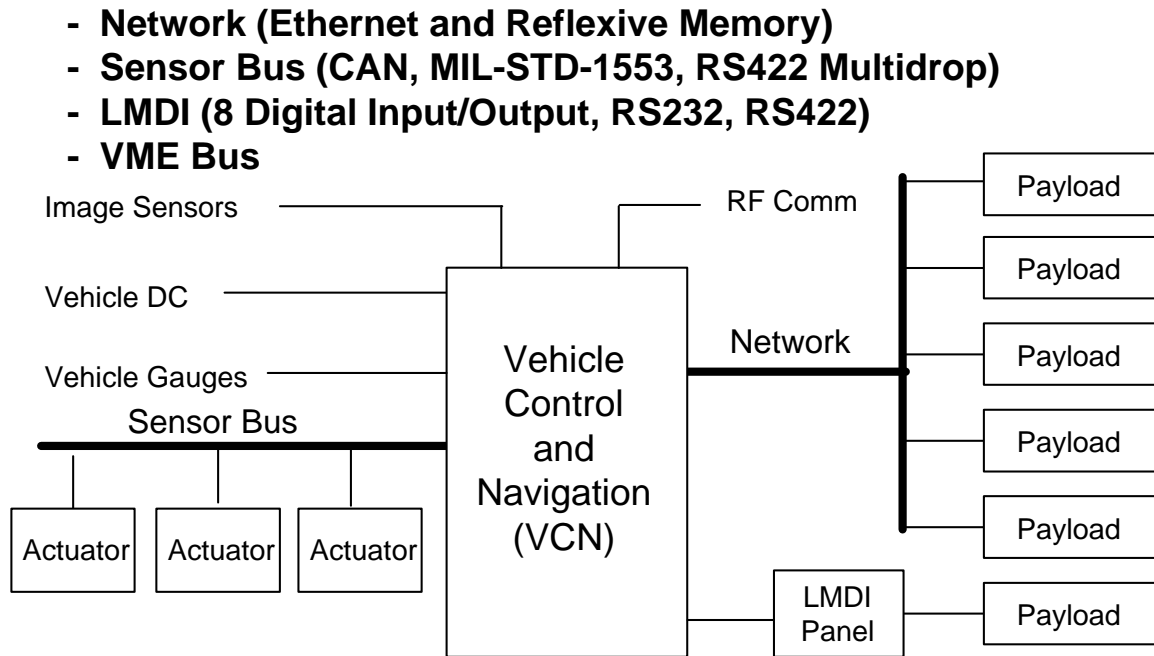 - Network (Ethernet and Reflexive Memory)
- Sensor Bus (CAN, MIL-STD-1553, RS422 Multidrop)
- LMDI (8 Digital Input/Output, RS232, RS422)
- VME Bus
Image Sensors
RF Comm
Payload
Vehicle DC
Payload
Vehicle Gauges
Network
Payload
Sensor Bus
Vehicle
Control
and
Navigation
(VCN)
Payload
Actuator
Actuator
Actuator
Payload
LMDI
Panel
Payload